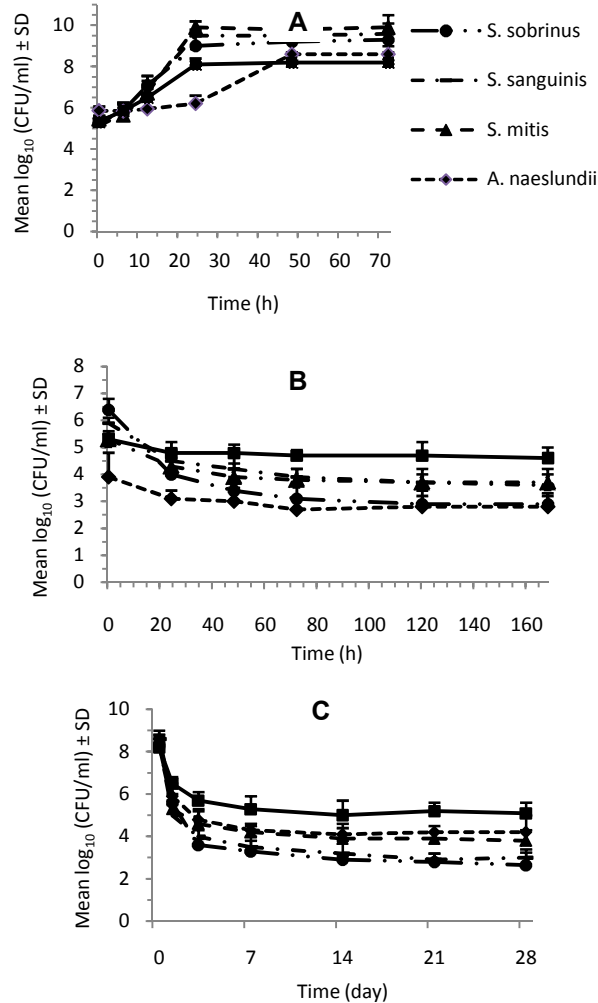 A
Mean log₁₀ (CFU/ml) ± SD
10
8
6
4
2
0
0 10 20 30 40 50 60 70
Time (h)
S. sobrinus
S. sanguinis
S. mitis
A. naeslundii
B
Mean log₁₀ (CFU/ml) ± SD
8
7
6
5
4
3
2
1
0
0 20 40 60 80 100 120 140 160
Time (h)
C
Mean log₁₀ (CFU/ml) ± SD
10
8
6
4
2
0
0 7 14 21 28
Time (day)